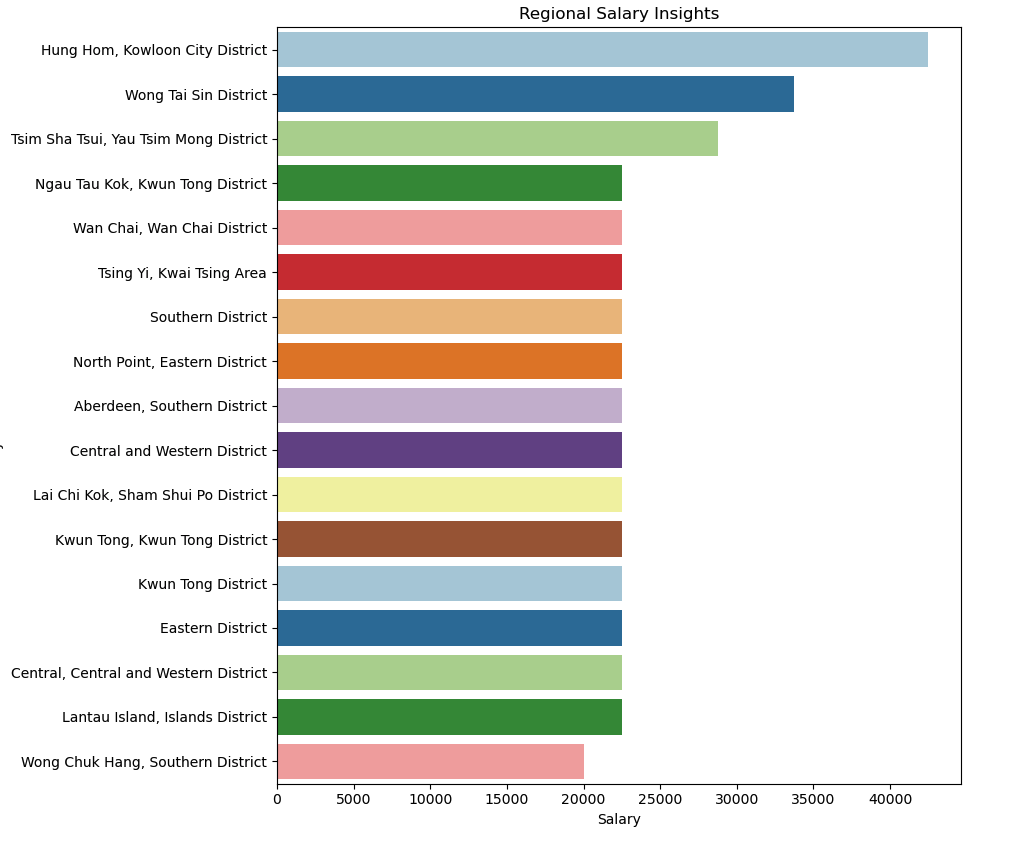 Regional Salary Insights
Hung Hom, Kowloon City District
Wong Tai Sin District
Tsim Sha Tsui, Yau Tsim Mong District
Ngau Tau Kok, Kwun Tong District
Wan Chai, Wan Chai District
Tsing Yi, Kwai Tsing Area
Southern District
North Point, Eastern District
Aberdeen, Southern District
Central and Western District
Lai Chi Kok, Sham Shui Po District
Kwun Tong, Kwun Tong District
Kwun Tong District
Eastern District
Central, Central and Western District
Lantau Island, Islands District
Wong Chuk Hang, Southern District
0 5000 10000 15000 20000 25000 30000 35000 40000
Salary